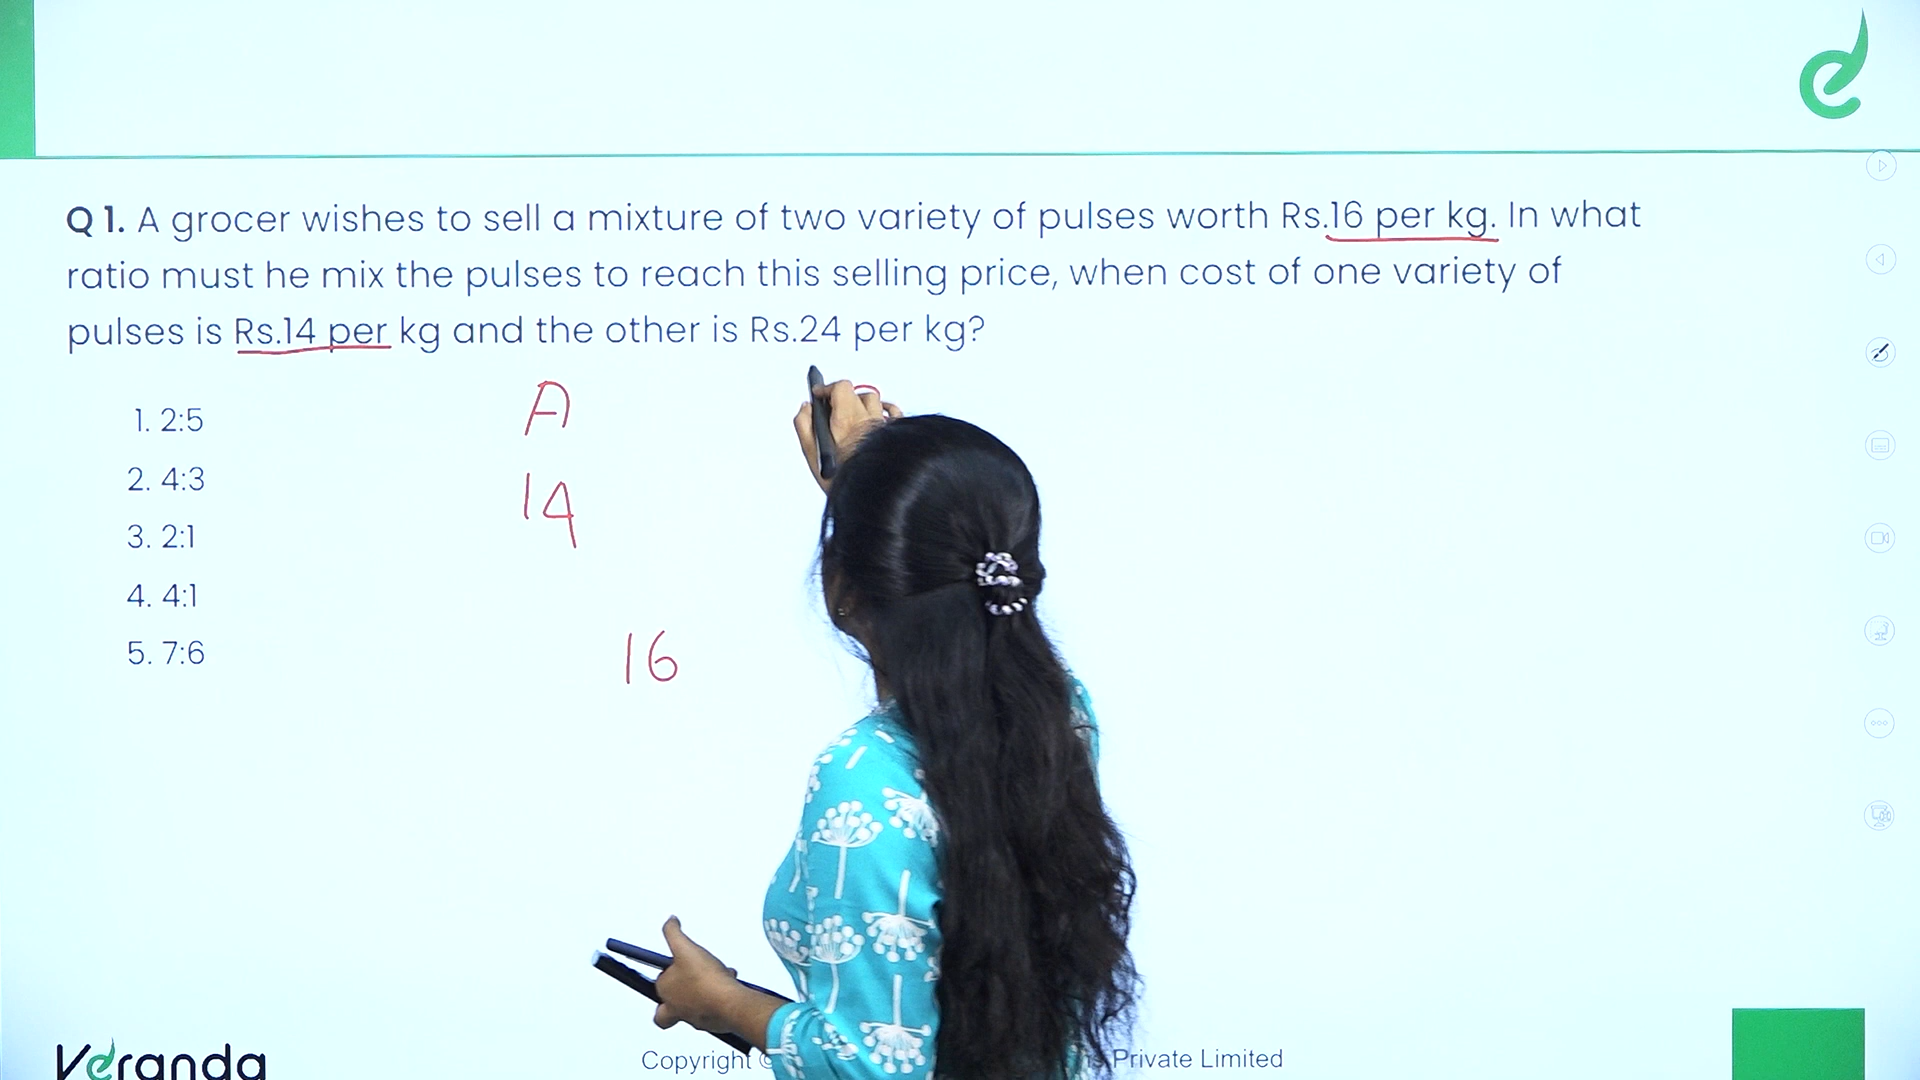 Q 1. A grocer wishes to sell a mixture of two variety of pulses worth Rs.16 per kg. In what
ratio must he mix the pulses to reach this selling price, when cost of one variety of
pulses is Rs.14 per kg and the other is Rs.24 per kg?
1. 2:5
2. 4:3
3. 2:1
4. 4:1
5. 7:6
A
14
16
Veranda
Copyright © Private Limited